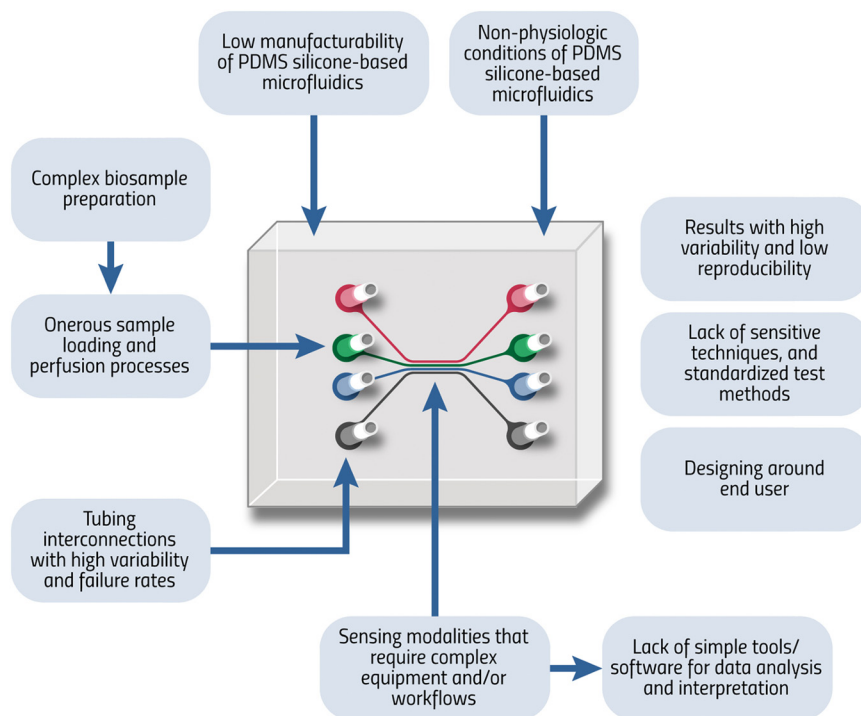 Low manufacturability
of PDMS silicone-based
microfluidics
Non-physiologic
conditions of PDMS
silicone-based
microfluidics
Complex biosample
preparation
Results with high
variability and low
reproducibility
Onerous sample
loading and
perfusion processes
Lack of sensitive
techniques, and
standardized test
methods
Designing around
end user
Tubing
interconnections
with high variability
and failure rates
Sensing modalities that
require complex
equipment and/or
workflows
Lack of simple tools/
software for data analysis
and interpretation